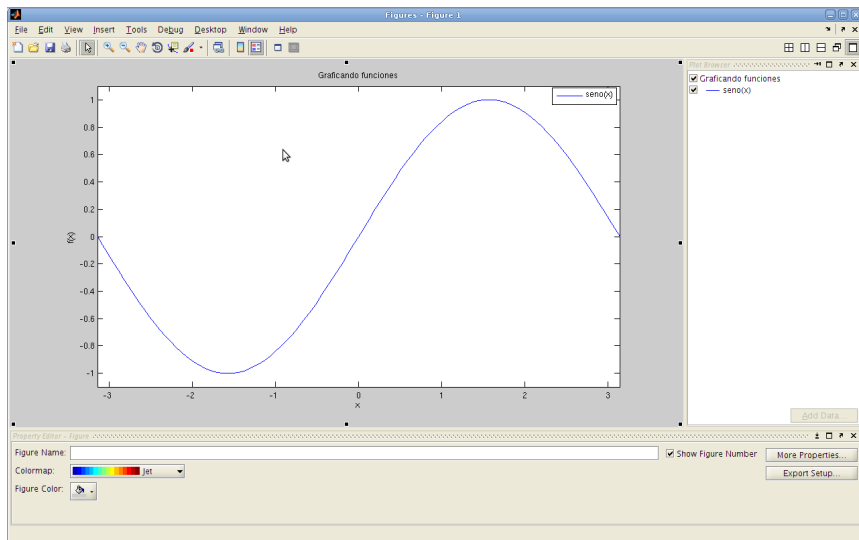 Figures - Figure 1
File Edit View Insert Tools Debug Desktop Window Help
Plot Browser
Graficando funciones
seno(x)
Graficando funciones
seno(x)
1
0.8
0.6
0.4
0.2
0
-0.2
-0.4
-0.6
-0.8
-1
f(x)
-3 -2 -1 0 1 2 3
x
Add Data...
Property Editor - Figure
Figure Name:
Show Figure Number
More Properties...
Colormap:
Jet
Export Setup...
Figure Color: